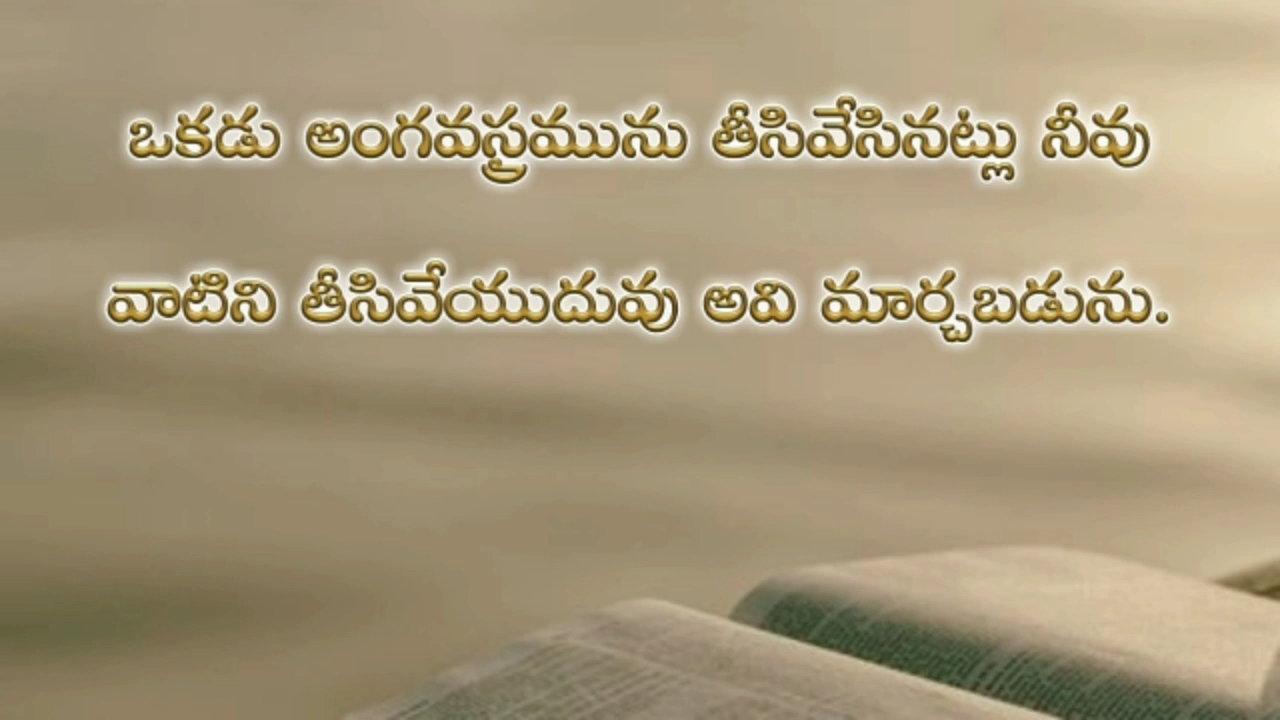 ఒకడు అంగవస్త్రమును తీసివేసినట్లు నీవు
వాటిని తీసివేయుదువు అవి మార్చబడును.